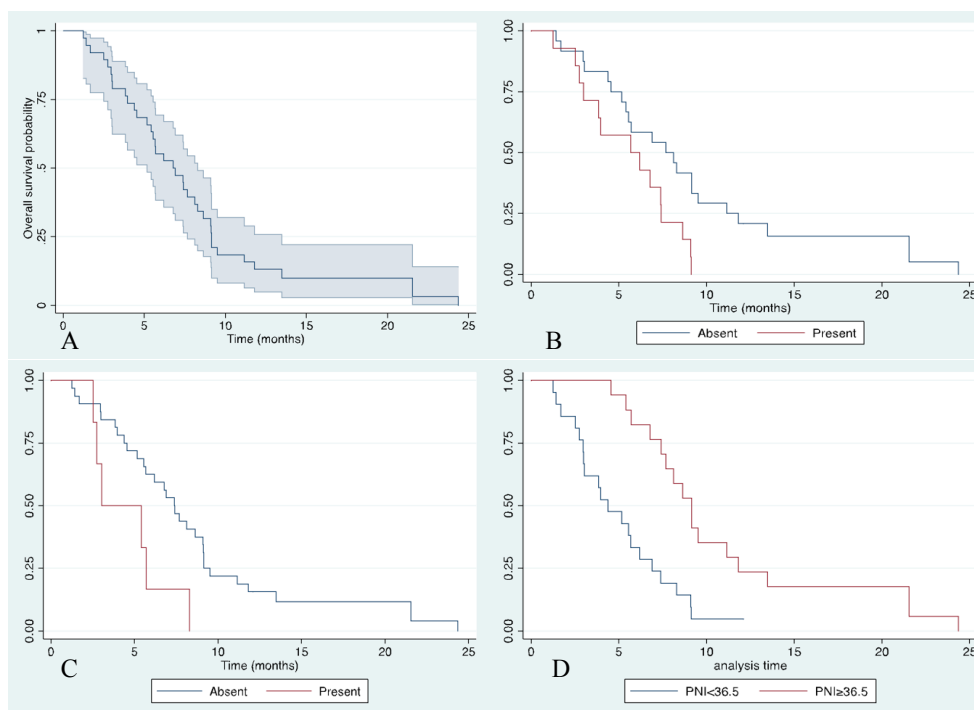 Overall survival probability
1
.75
.5
.25
0
0 5 10 15 20 25
Time (months)
A
1.00
0.75
0.50
0.25
0.00
0 5 10 15 20 25
Time (months)
B
Absent Present
1.00
0.75
0.50
0.25
0.00
0 5 10 15 20 25
Time (months)
C
Absent Present
1.00
0.75
0.50
0.25
0.00
0 5 10 15 20 25
analysis time
D
PNI<36.5 PNI≥36.5